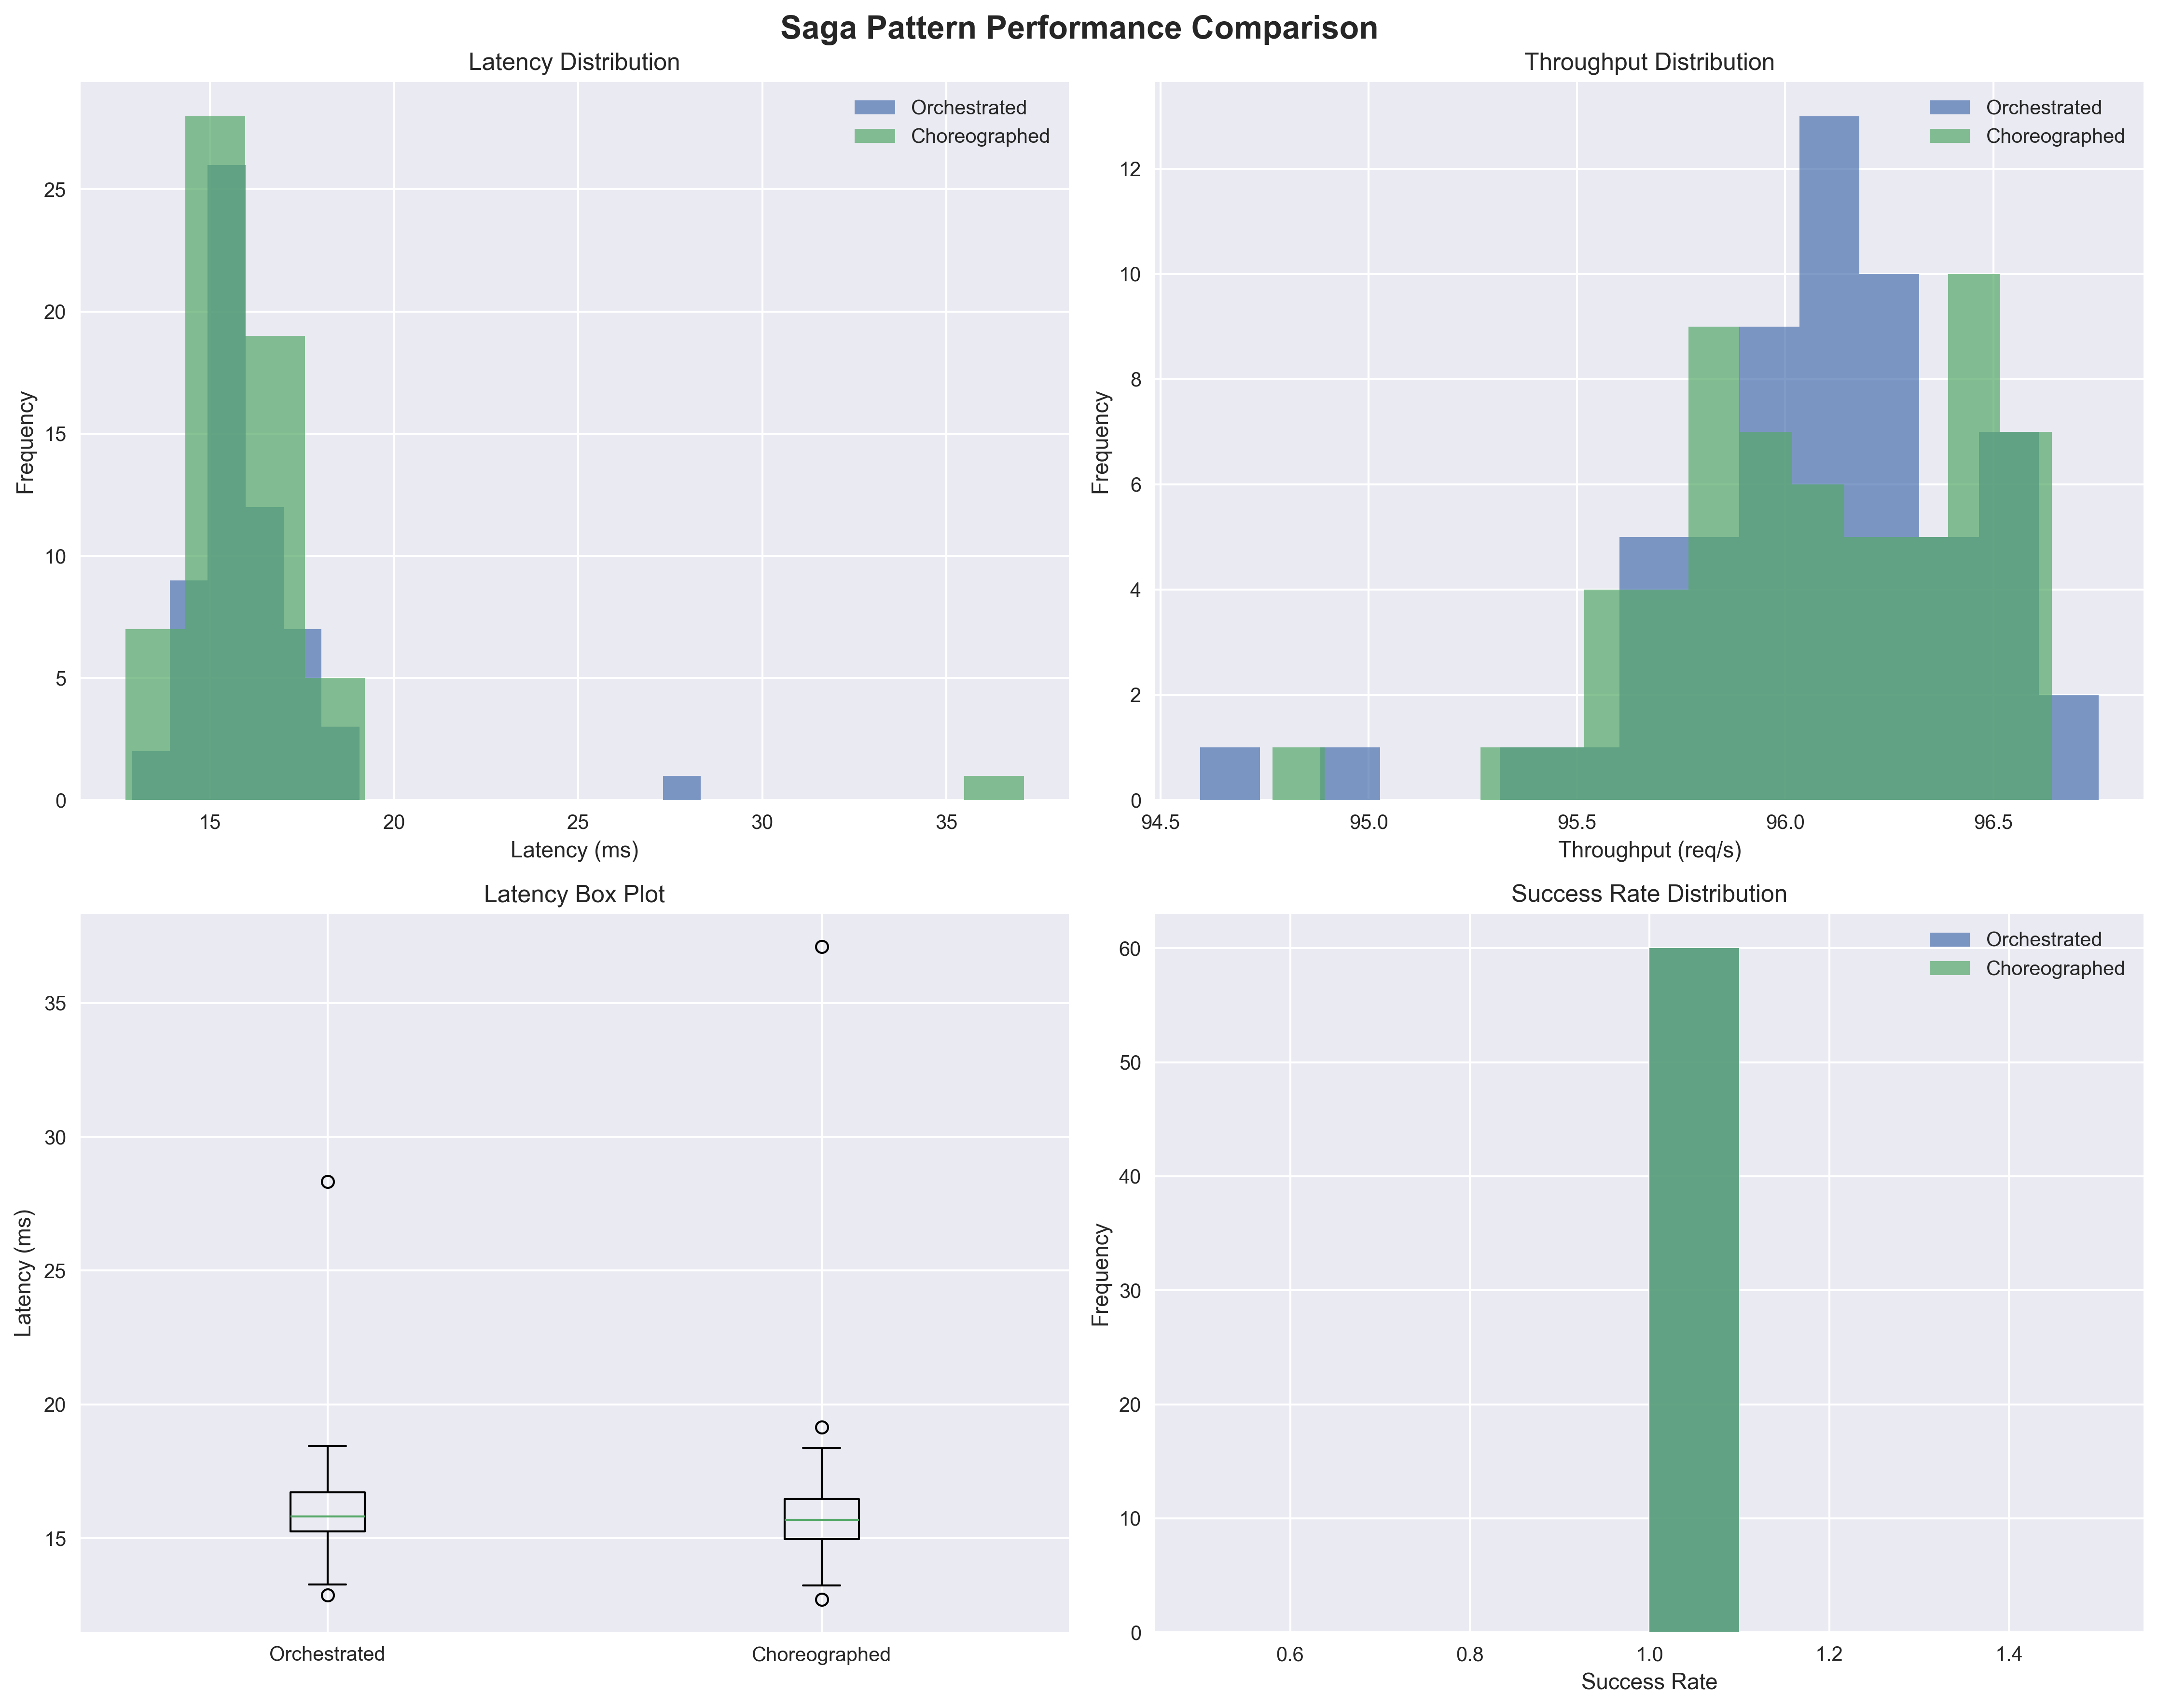 Saga Pattern Performance Comparison
Latency Distribution
Orchestrated
Choreographed
25
20
15
10
5
0
Frequency
15 20 25 30 35
Latency (ms)
Throughput Distribution
Orchestrated
Choreographed
12
10
8
6
4
2
0
Frequency
94.5 95.0 95.5 96.0 96.5
Throughput (req/s)
Latency Box Plot
35
30
25
20
15
Latency (ms)
Orchestrated Choreographed
Success Rate Distribution
Orchestrated
Choreographed
60
50
40
30
20
10
0
Frequency
0.6 0.8 1.0 1.2 1.4
Success Rate